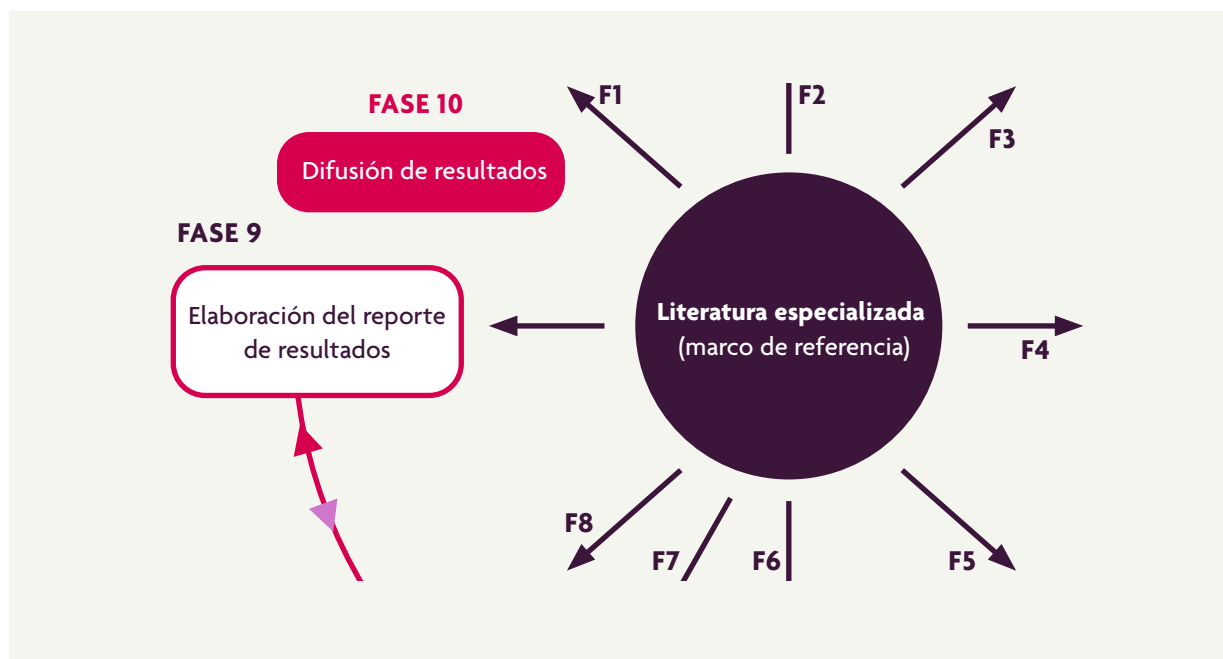 FASE 10
Difusión de resultados
FASE 9
Elaboración del reporte
de resultados
F1
F2
F3
Literatura especializada
(marco de referencia)
F4
F8
F7
F6
F5